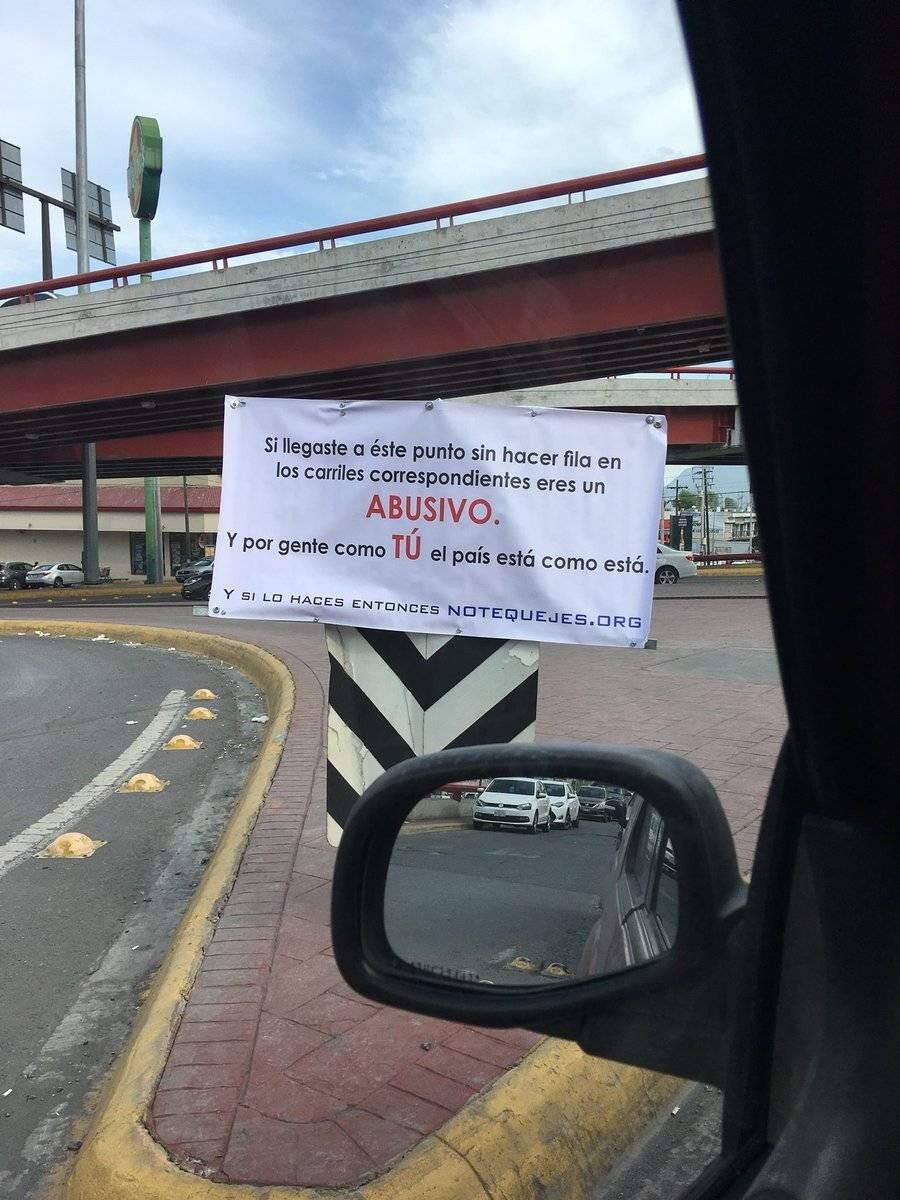 Si llegaste a éste punto sin hacer fila en
los carriles correspondientes eres un
ABUSIVO.
Y por gente como TÚ el país está como está.
Y SI LO HACES ENTONCES NOTEQUEJES.ORG